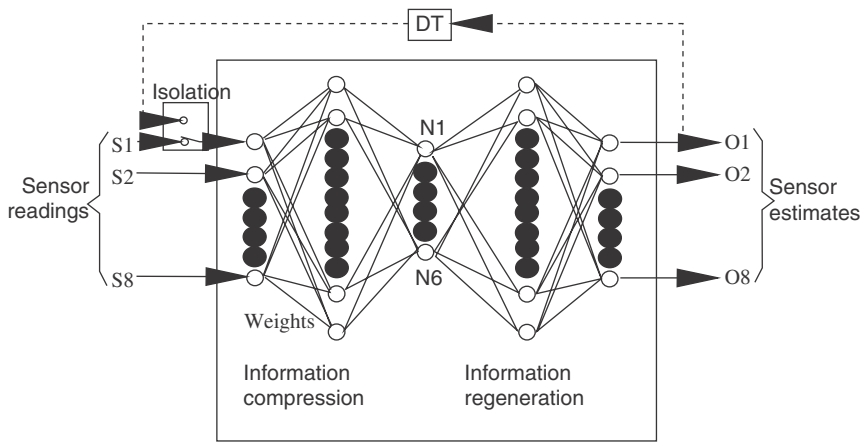 DT
Isolation
S1
S2
S8
Sensor
readings
N1
N6
O1
O2
O8
Sensor
estimates
Weights
Information
compression
Information
regeneration